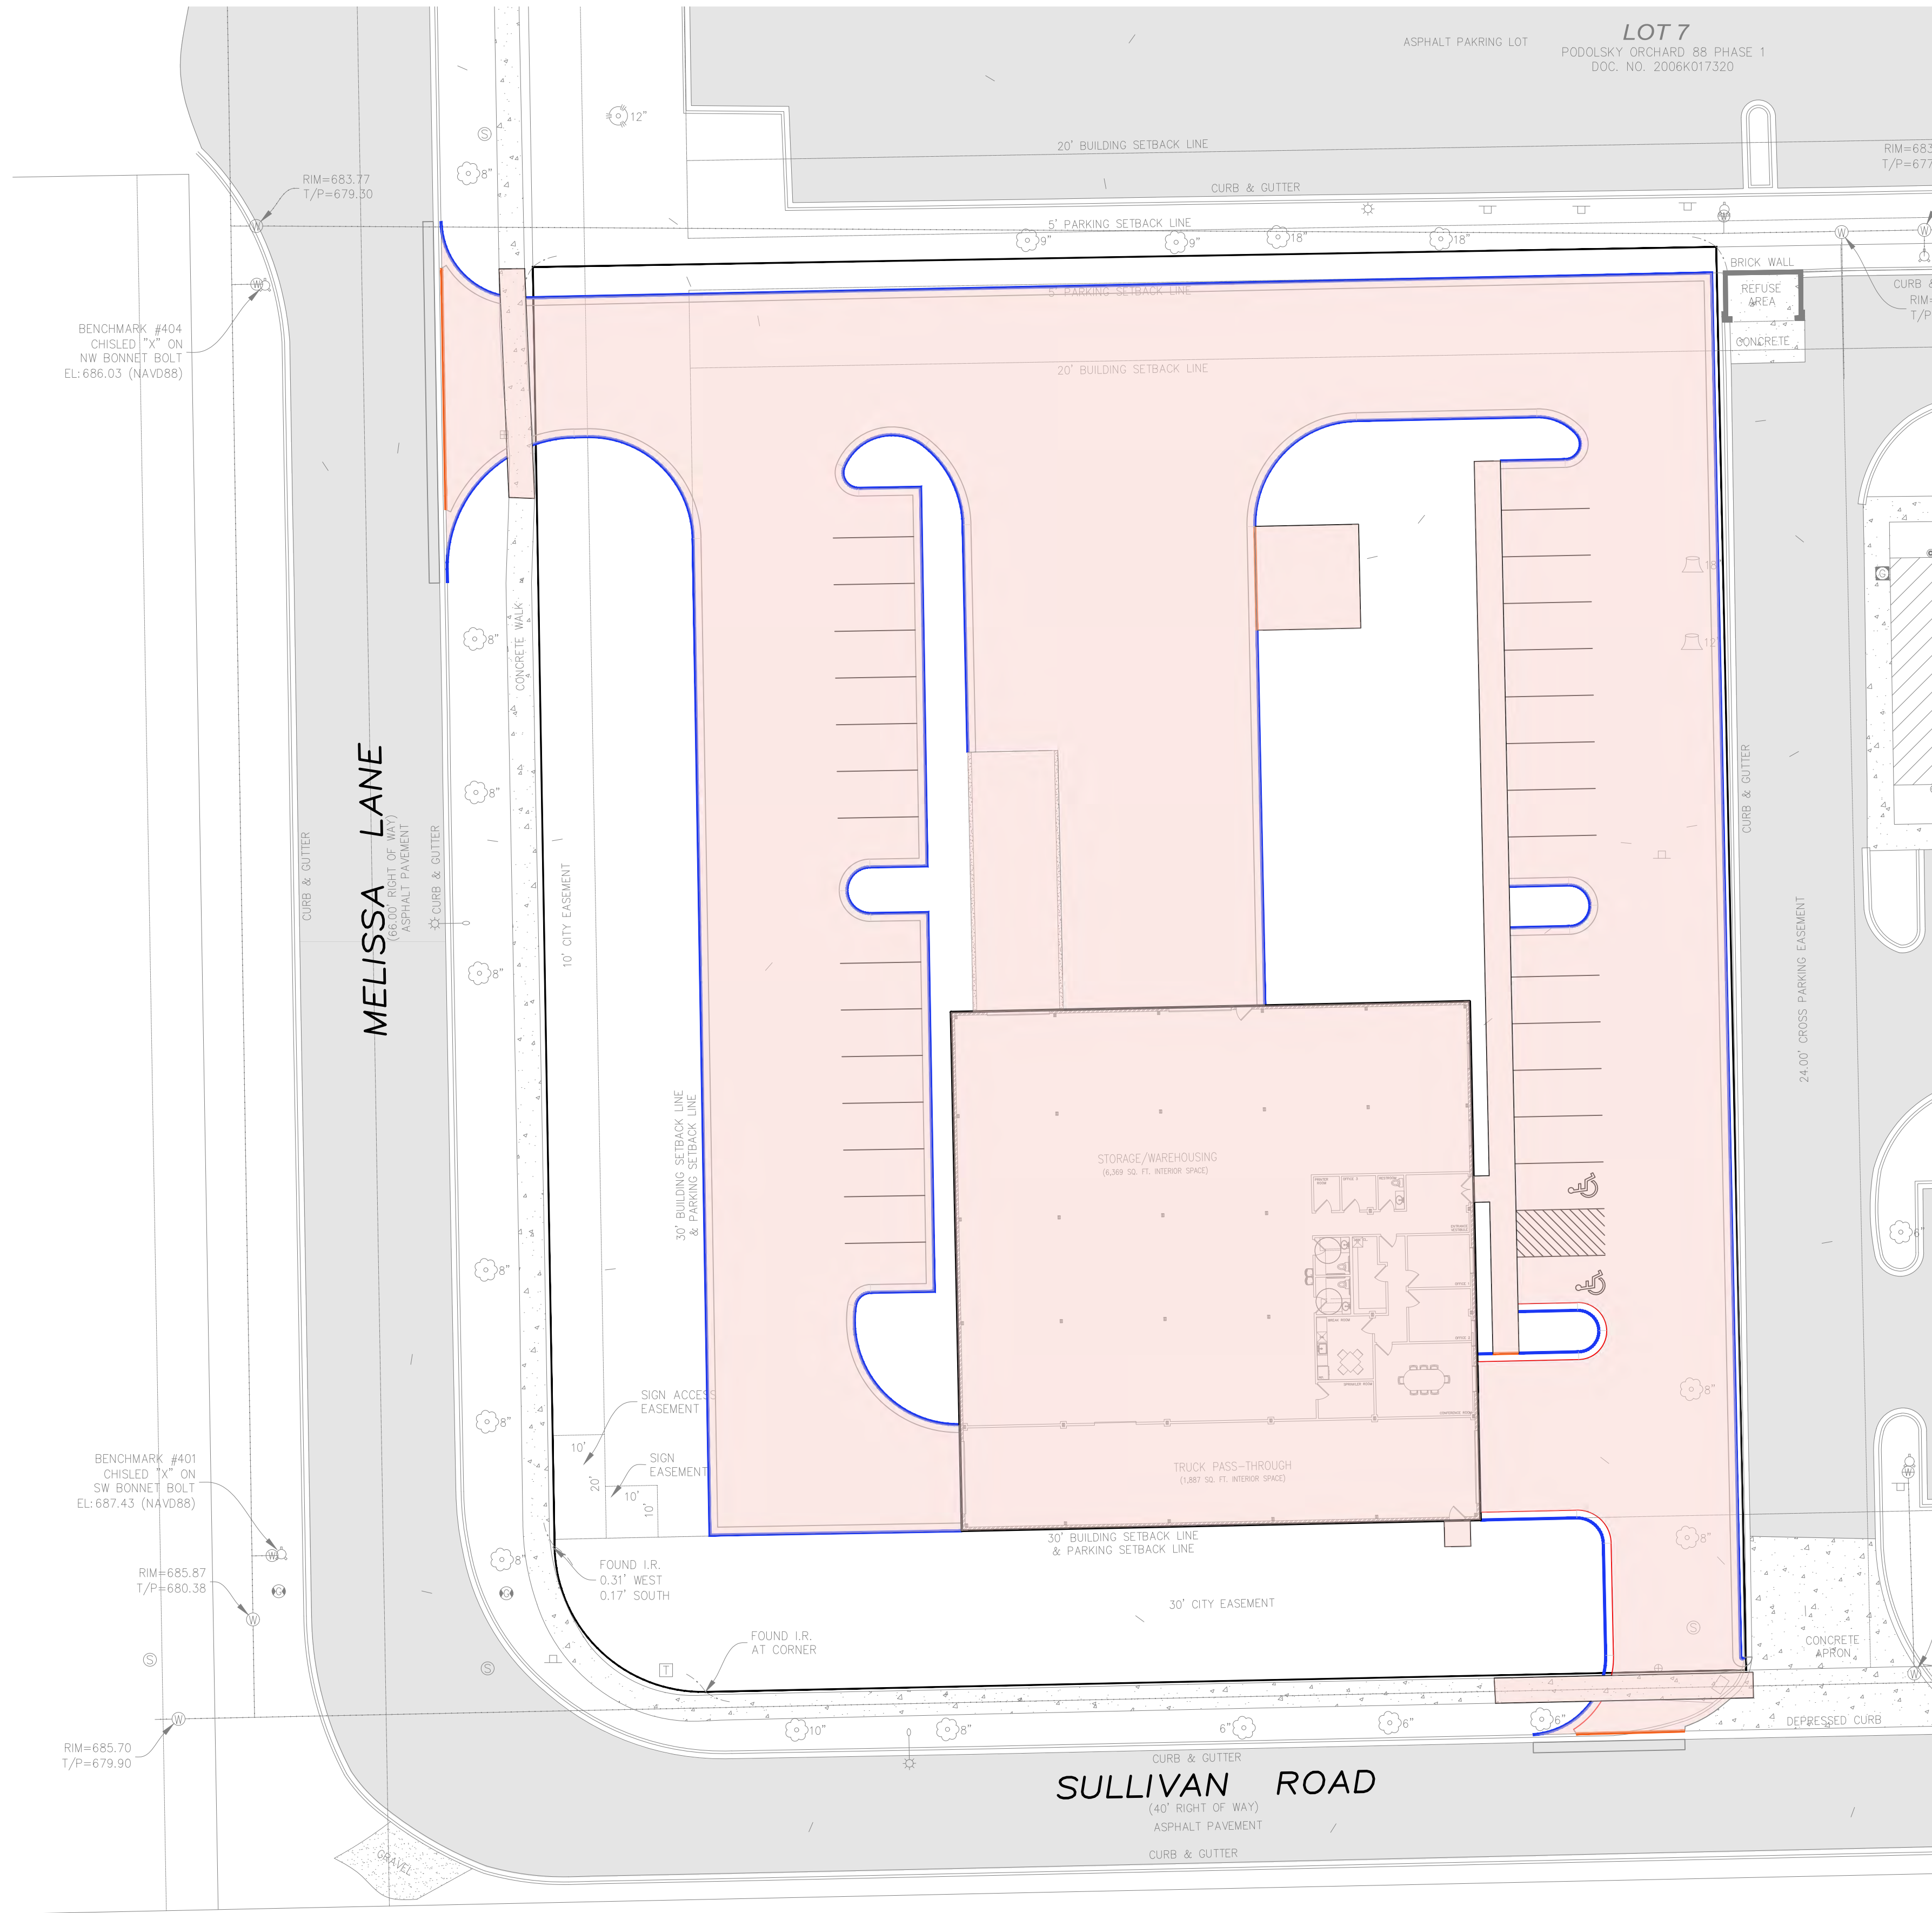 LOT 7
PODOLSKY ORCHARD 88 PHASE 1
DOC. NO. 2006K017320
ASPHALT PAKRING LOT
12"
8"
20' BUILDING SETBACK LINE
CURB & GUTTER
RIM=683
T/P=677
RIM=683.77
T/P=679.30
5' PARKING SETBACK LINE
9"
9"
18"
18"
BRICK WALL
REFUSE
AREA
CONCRETE
CURB &
RIM=
T/P
5' PARKING SETBACK LINE
BENCHMARK #404
CHISLED "X" ON
NW BONNET BOLT
EL:686.03 (NAVD88)
20' BUILDING SETBACK LINE
18"
12"
CONCRETE WALK
8"
8"
8"
MELISSA LANE
(66.00' RIGHT OF WAY)
ASPHALT PAVEMENT
CURB & GUTTER
CURB & GUTTER
10' CITY EASEMENT
CURB & GUTTER
24.00' CROSS PARKING EASEMENT
30' BUILDING SETBACK LINE
& PARKING SETBACK LINE
STORAGE/WAREHOUSING
(6,369 SQ. FT. INTERIOR SPACE)
6"
8"
8"
SIGN ACCESS
EASEMENT
10'
SIGN
EASEMENT
20'
10'
10'
8"
TRUCK PASS-THROUGH
(1,887 SQ. FT. INTERIOR SPACE)
BENCHMARK #401
CHISLED "X" ON
SW BONNET BOLT
EL:687.43 (NAVD88)
30' BUILDING SETBACK LINE
& PARKING SETBACK LINE
8"
8"
FOUND I.R.
0.31' WEST
0.17' SOUTH
RIM=685.87
T/P=680.38
30' CITY EASEMENT
FOUND I.R.
AT CORNER
CONCRETE
APRON
10"
8"
6"
6"
6"
DEPRESSED CURB
RIM=685.70
T/P=679.90
CURB & GUTTER
SULLIVAN ROAD
(40' RIGHT OF WAY)
ASPHALT PAVEMENT
CURB & GUTTER
GRAVEL